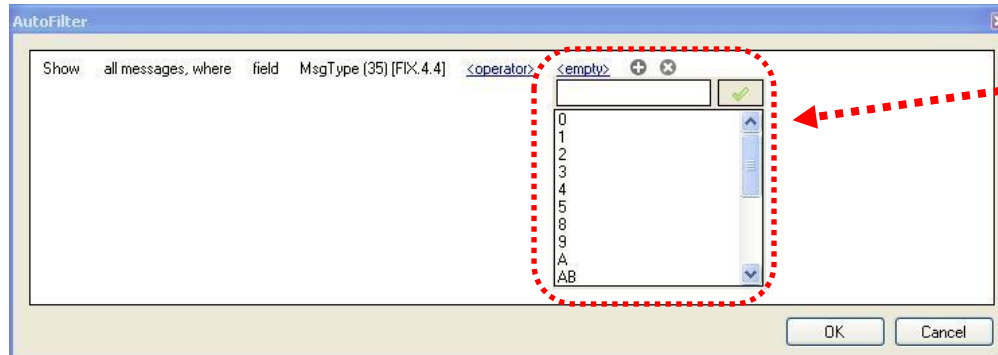 AutoFilter
Show all messages, where field MsgType (35) [FIX.4.4] <operator> <empty>
0
1
2
3
4
5
8
9
A
AB
OK Cancel